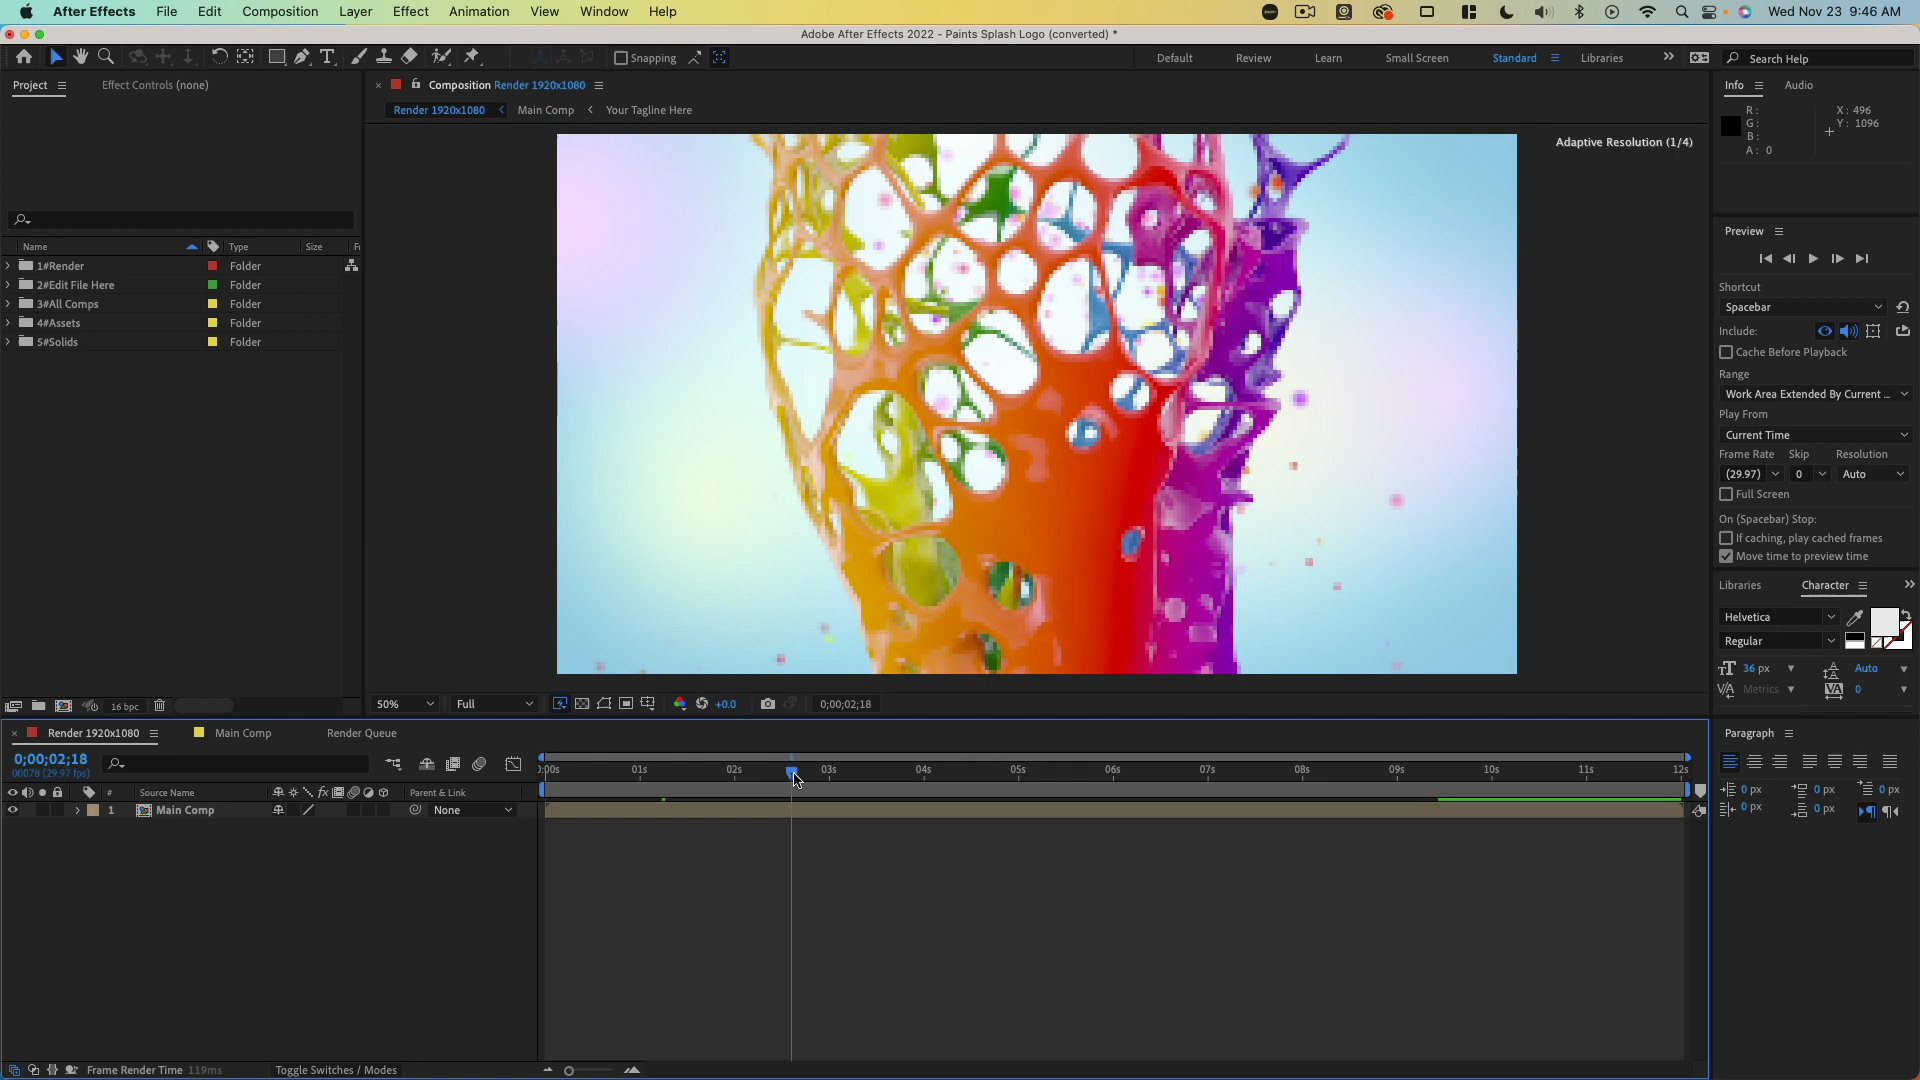 After Effects File Edit Composition Layer Effect Animation View Window Help Wed Nov 23 9:46 AM
Adobe After Effects 2022 - Paints Splash Logo (converted) *
Snapping Default Review Learn Small Screen Standard Libraries Search Help
Project Effect Controls (none)
Composition Render 1920x1080
Info Audio
Render 1920x1080 Main Comp Your Tagline Here
R: G: B: A: 0 X: 496 Y: 1096
Adaptive Resolution (1/4)
Preview
Name Type Size Fr
1#Render Folder
2#Edit File Here Folder
3#All Comps Folder
4#Assets Folder
5#Solids Folder
Shortcut
Spacebar
Include:
Cache Before Playback
Range
Work Area Extended By Current ...
Play From
Current Time
Frame Rate Skip Resolution
(29.97) 0 Auto
Full Screen
On (Spacebar) Stop:
If caching, play cached frames
Move time to preview time
Libraries Character
Helvetica
Regular
36 px Auto
Metrics 0
16 bpc
50% Full +0.0 0;00;02;18
Render 1920x1080 Main Comp Render Queue
Paragraph
0;00;02;18
00078 (29.97 fps)
:00s 01s 02s 03s 04s 05s 06s 07s 08s 09s 10s 11s 12s
# Source Name fx Parent & Link
1 Main Comp None
0 px 0 px 0 px
0 px 0 px
Frame Render Time 119ms Toggle Switches / Modes